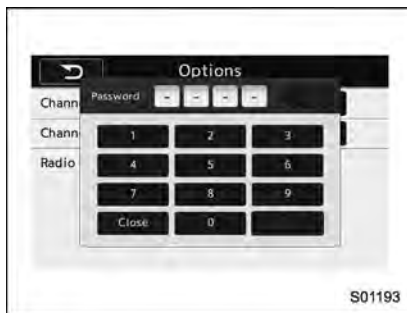 Options
Password - - - -
Chann
Chann
Radio
1 2 3
4 5 6
7 8 9
Close 0
S01193